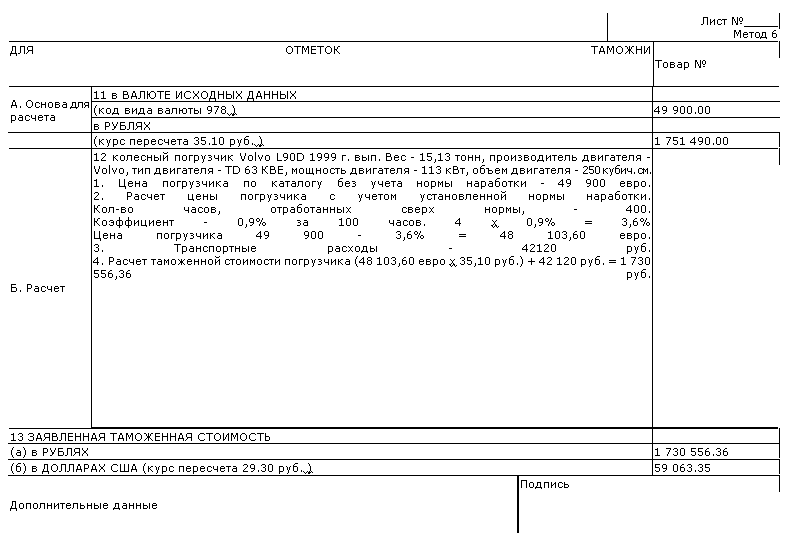 Лист №_____
Метод 6
ДЛЯ ОТМЕТОК ТАМОЖНИ
Товар №
А. Основа для расчета
11 в ВАЛЮТЕ ИСХОДНЫХ ДАННЫХ
(код вида валюты 978 )
49 900.00
в РУБЛЯХ
(курс пересчета 35.10 руб. )
1 751 490.00
Б. Расчет
12 колесный погрузчик Volvo L90D 1999 г. вып. Вес - 15,13 тонн, производитель двигателя -
Volvo, тип двигателя - TD 63 КВЕ, мощность двигателя - 113 кВт, объем двигателя - 250 кубич.см.
1. Цена погрузчика по каталогу без учета нормы наработки - 49 900 евро.
2. Расчет цены погрузчика с учетом установленной нормы наработки.
Кол-во часов, отработанных сверх нормы, - 400.
Коэффициент - 0,9% за 100 часов. 4 х 0,9% = 3,6%
Цена погрузчика 49 900 - 3,6% = 48 103,60 евро.
3. Транспортные расходы - 42120 руб.
4. Расчет таможенной стоимости погрузчика (48 103,60 евро х 35,10 руб.) + 42 120 руб. = 1 730
556,36 руб.
13 ЗАЯВЛЕННАЯ ТАМОЖЕННАЯ СТОИМОСТЬ
(а) в РУБЛЯХ
1 730 556.36
(б) в ДОЛЛАРАХ США (курс пересчета 29.30 руб. )
59 063.35
Дополнительные данные
Подпись